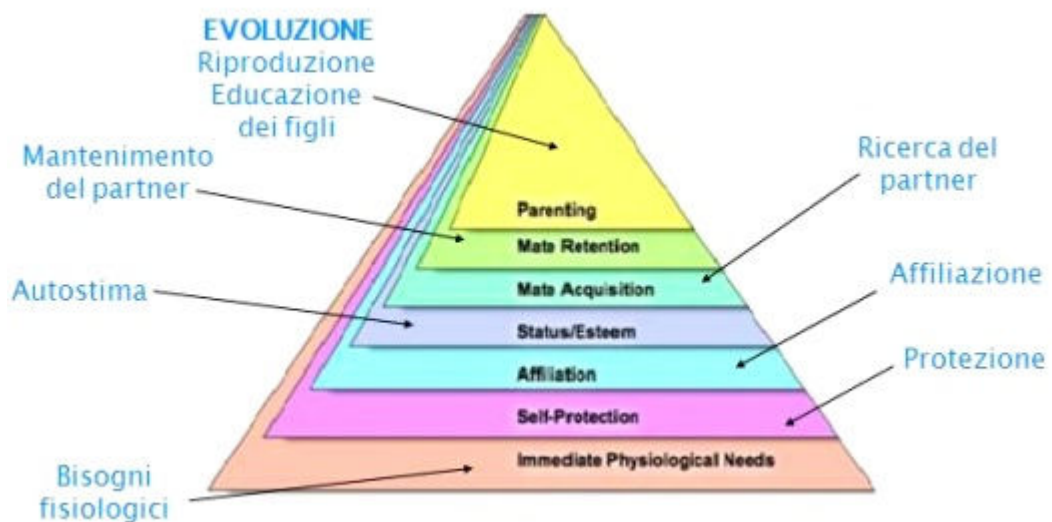 EVOLUZIONE
Riproduzione
Educazione
dei figli
Mantenimento
del partner
Ricerca del
partner
Parenting
Mate Retention
Mate Acquisition
Autostima
Affiliazione
Status/Esteem
Protezione
Affiliation
Self-Protection
Immediate Physiological Needs
Bisogni
fisiologici